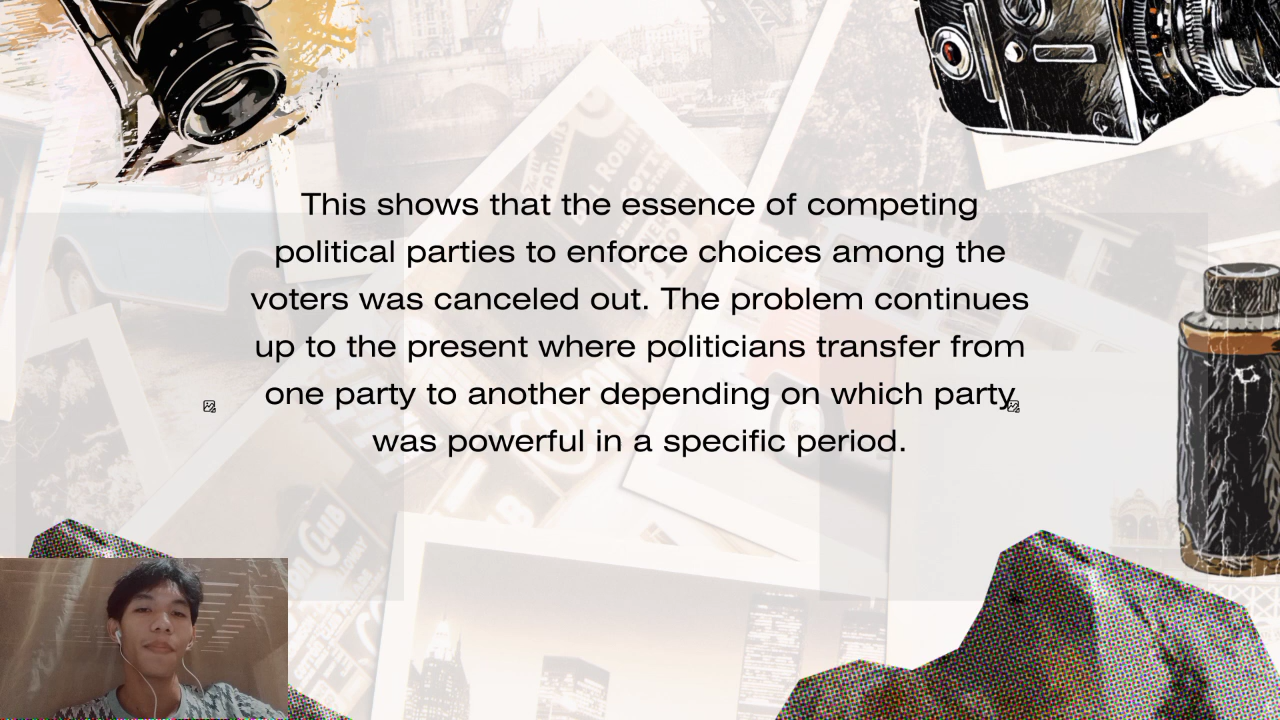 This shows that the essence of competing
political parties to enforce choices among the
voters was canceled out. The problem continues
up to the present where politicians transfer from
one party to another depending on which party
was powerful in a specific period.